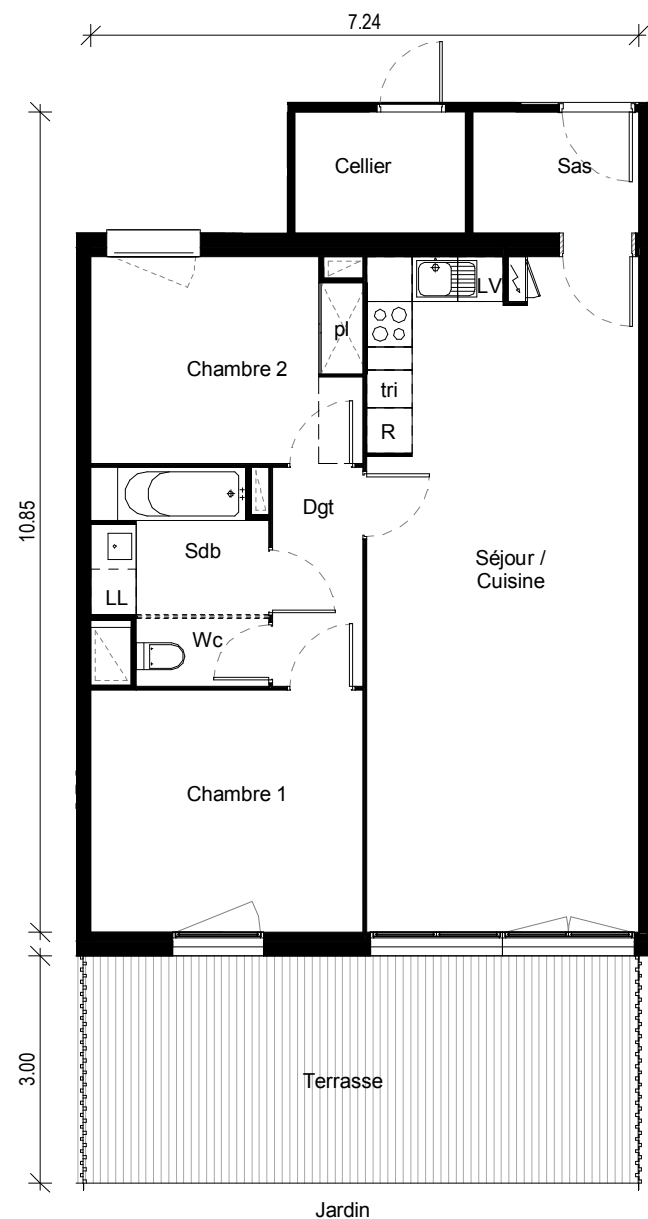 7.24
Cellier
Sas
LV
pl
Chambre 2
tri
R
10.85
Dgt
Sdb
Séjour /
Cuisine
LL
Wc
Chambre 1
3.00
Terrasse
Jardin